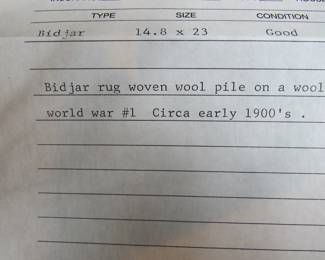 TYPE SIZE CONDITION
Bidjar 14.8 x 23 Good
Bidjar rug woven wool pile on a wool
world war #1 Circa early 1900's .